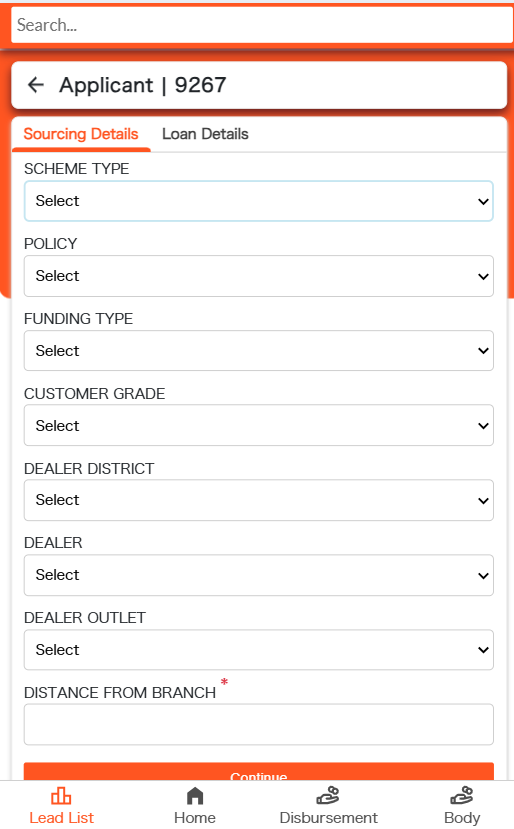 Search...
Applicant | 9267
Sourcing Details Loan Details
SCHEME TYPE
Select
POLICY
Select
FUNDING TYPE
Select
CUSTOMER GRADE
Select
DEALER DISTRICT
Select
DEALER
Select
DEALER OUTLET
Select
DISTANCE FROM BRANCH *
Continue
Lead List Home Disbursement Body